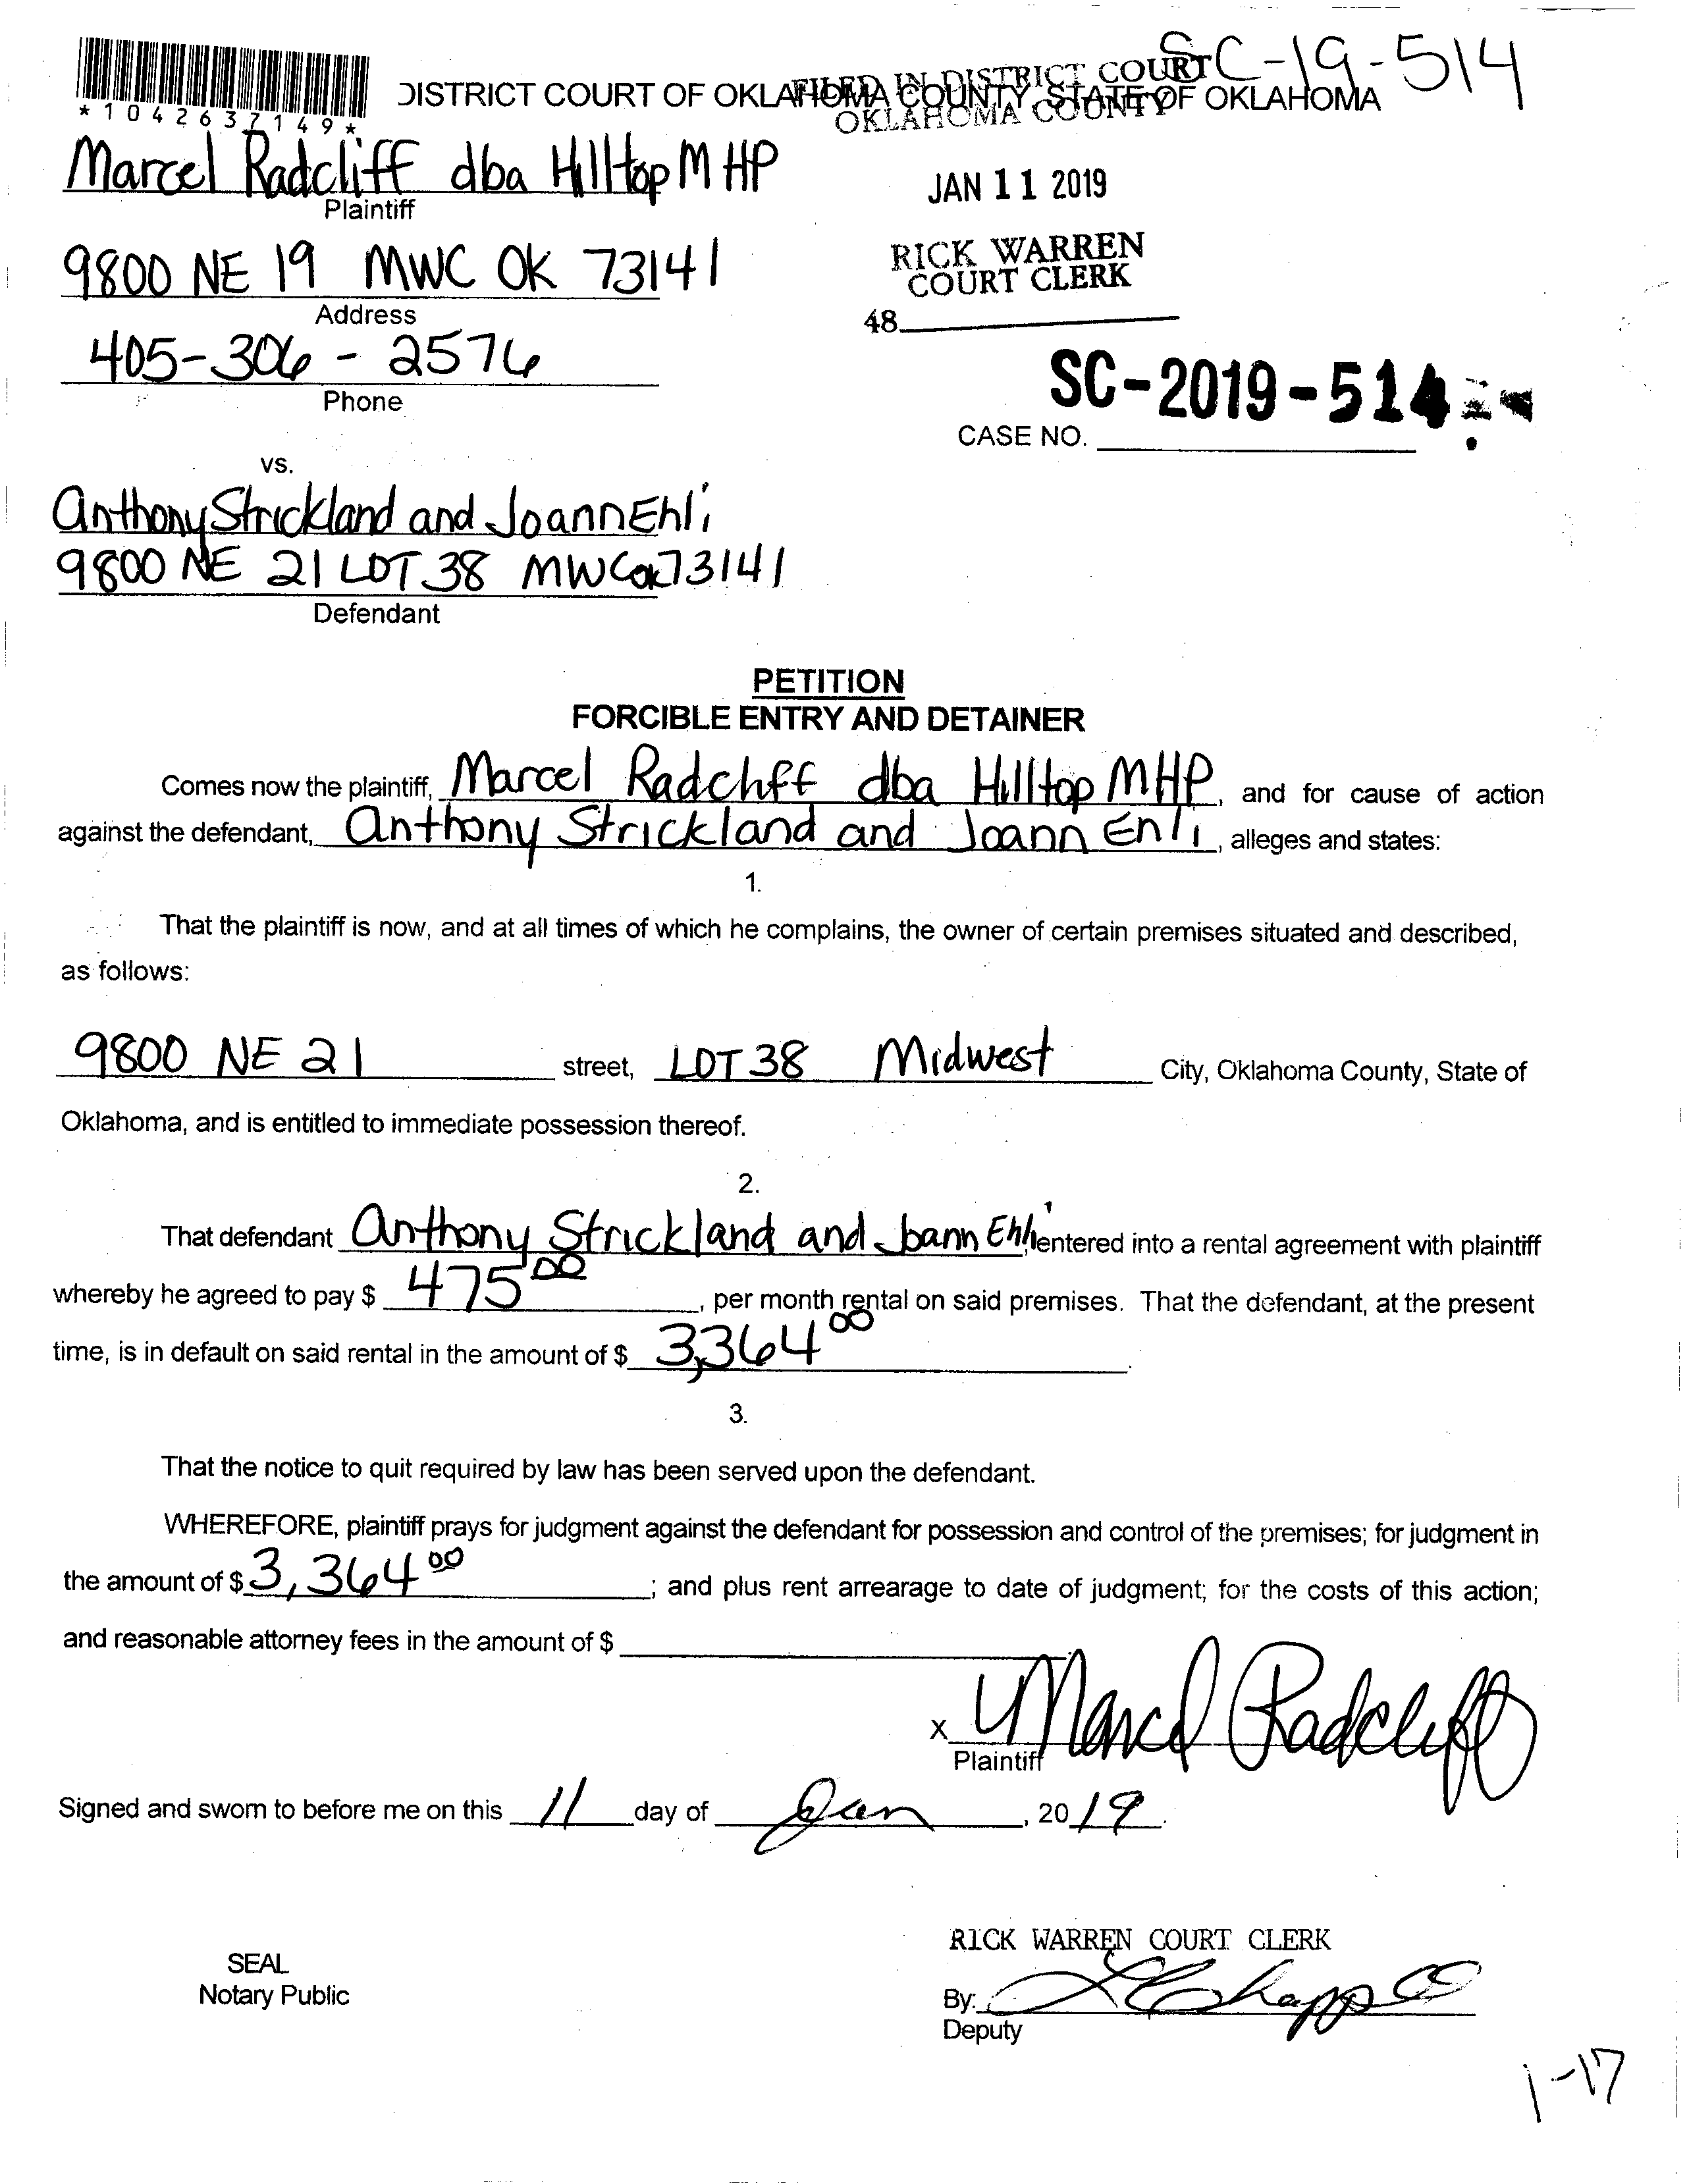 SC-19-514
DISTRICT COURT OF OKLAHOMA COUNTY, STATE OF OKLAHOMA
FILED IN DISTRICT COURT
OKLAHOMA COUNTY
*1042637149*
Marcel Radcliff dba Hilltop MHP
Plaintiff
JAN 11 2019
9800 NE 19 MWC OK 73141
RICK WARREN
COURT CLERK
Address
48
405-306-2576
Phone
SC-2019-514
CASE NO.
vs.
Anthony Strickland and Joann Ehli
9800 NE 21 LOT 38 MWC OK 73141
Defendant
PETITION
FORCIBLE ENTRY AND DETAINER
Comes now the plaintiff, Marcel Radcliff dba Hilltop MHP, and for cause of action
against the defendant, Anthony Strickland and Joann Ehli, alleges and states:
1.
That the plaintiff is now, and at all times of which he complains, the owner of certain premises situated and described,
as follows:
9800 NE 21 street, LOT 38 Midwest City, Oklahoma County, State of
Oklahoma, and is entitled to immediate possession thereof.
2.
That defendant Anthony Strickland and Joann Ehli entered into a rental agreement with plaintiff
whereby he agreed to pay $ 475 00, per month rental on said premises. That the defendant, at the present
time, is in default on said rental in the amount of $ 3,364 00.
3.
That the notice to quit required by law has been served upon the defendant.
WHEREFORE, plaintiff prays for judgment against the defendant for possession and control of the premises; for judgment in
the amount of $ 3,364 00; and plus rent arrearage to date of judgment; for the costs of this action;
and reasonable attorney fees in the amount of $
x Marcel Radcliff
Plaintiff
Signed and sworn to before me on this 11 day of Jan, 20 19.
RICK WARREN COURT CLERK
SEAL
Notary Public
By:
Deputy
1-17